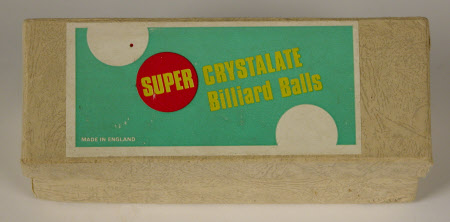 SUPER CRYSTALATE
Billiard Balls
MADE IN ENGLAND